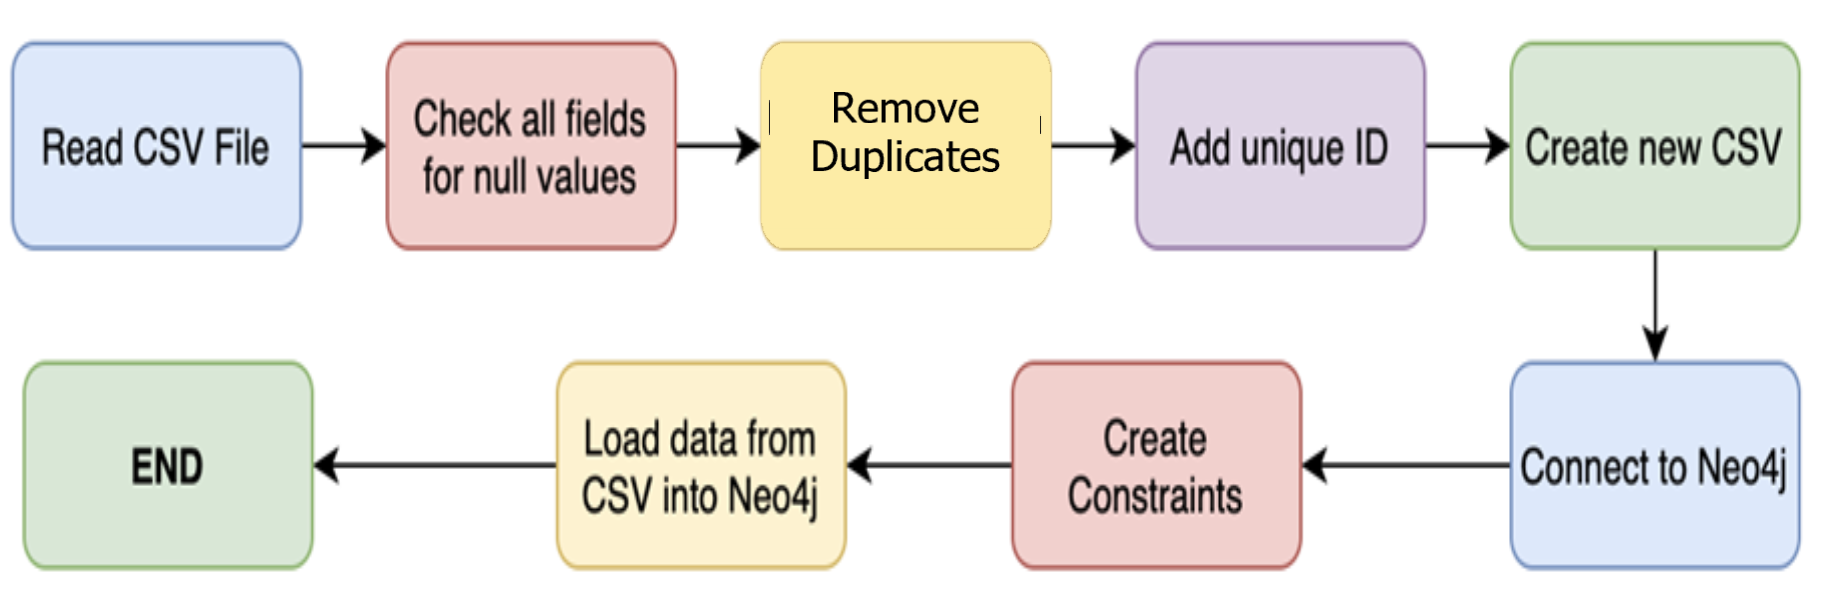 Read CSV File
Check all fields
for null values
Remove
Duplicates
Add unique ID
Create new CSV
Connect to Neo4j
Create
Constraints
Load data from
CSV into Neo4j
END